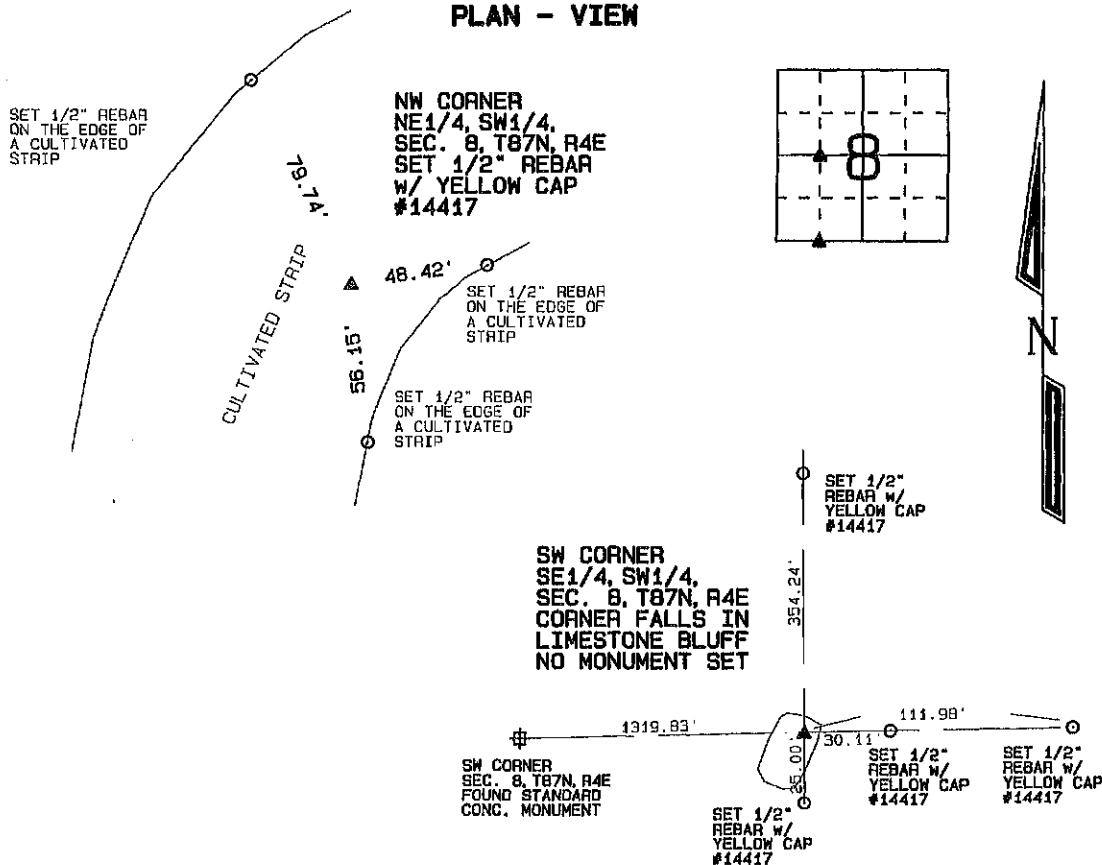 PLAN - VIEW
SET 1/2" REBAR
ON THE EDGE OF
A CULTIVATED
STRIP
NW CORNER
NE1/4, SW1/4,
SEC. 8, T87N, R4E
SET 1/2" REBAR
w/ YELLOW CAP
#14417
79.74'
8
CULTIVATED STRIP
48.42'
SET 1/2" REBAR
ON THE EDGE OF
A CULTIVATED
STRIP
56.15'
SET 1/2" REBAR
ON THE EDGE OF
A CULTIVATED
STRIP
N
SET 1/2"
REBAR w/
YELLOW CAP
#14417
354.24'
SW CORNER
SE1/4, SW1/4,
SEC. 8, T87N, R4E
CORNER FALLS IN
LIMESTONE BLUFF
NO MONUMENT SET
1319.83'
111.98'
30.11'
25.00'
SW CORNER
SEC. 8, T87N, R4E
FOUND STANDARD
CONC. MONUMENT
SET 1/2"
REBAR w/
YELLOW CAP
#14417
SET 1/2"
REBAR w/
YELLOW CAP
#14417
SET 1/2"
REBAR w/
YELLOW CAP
#14417